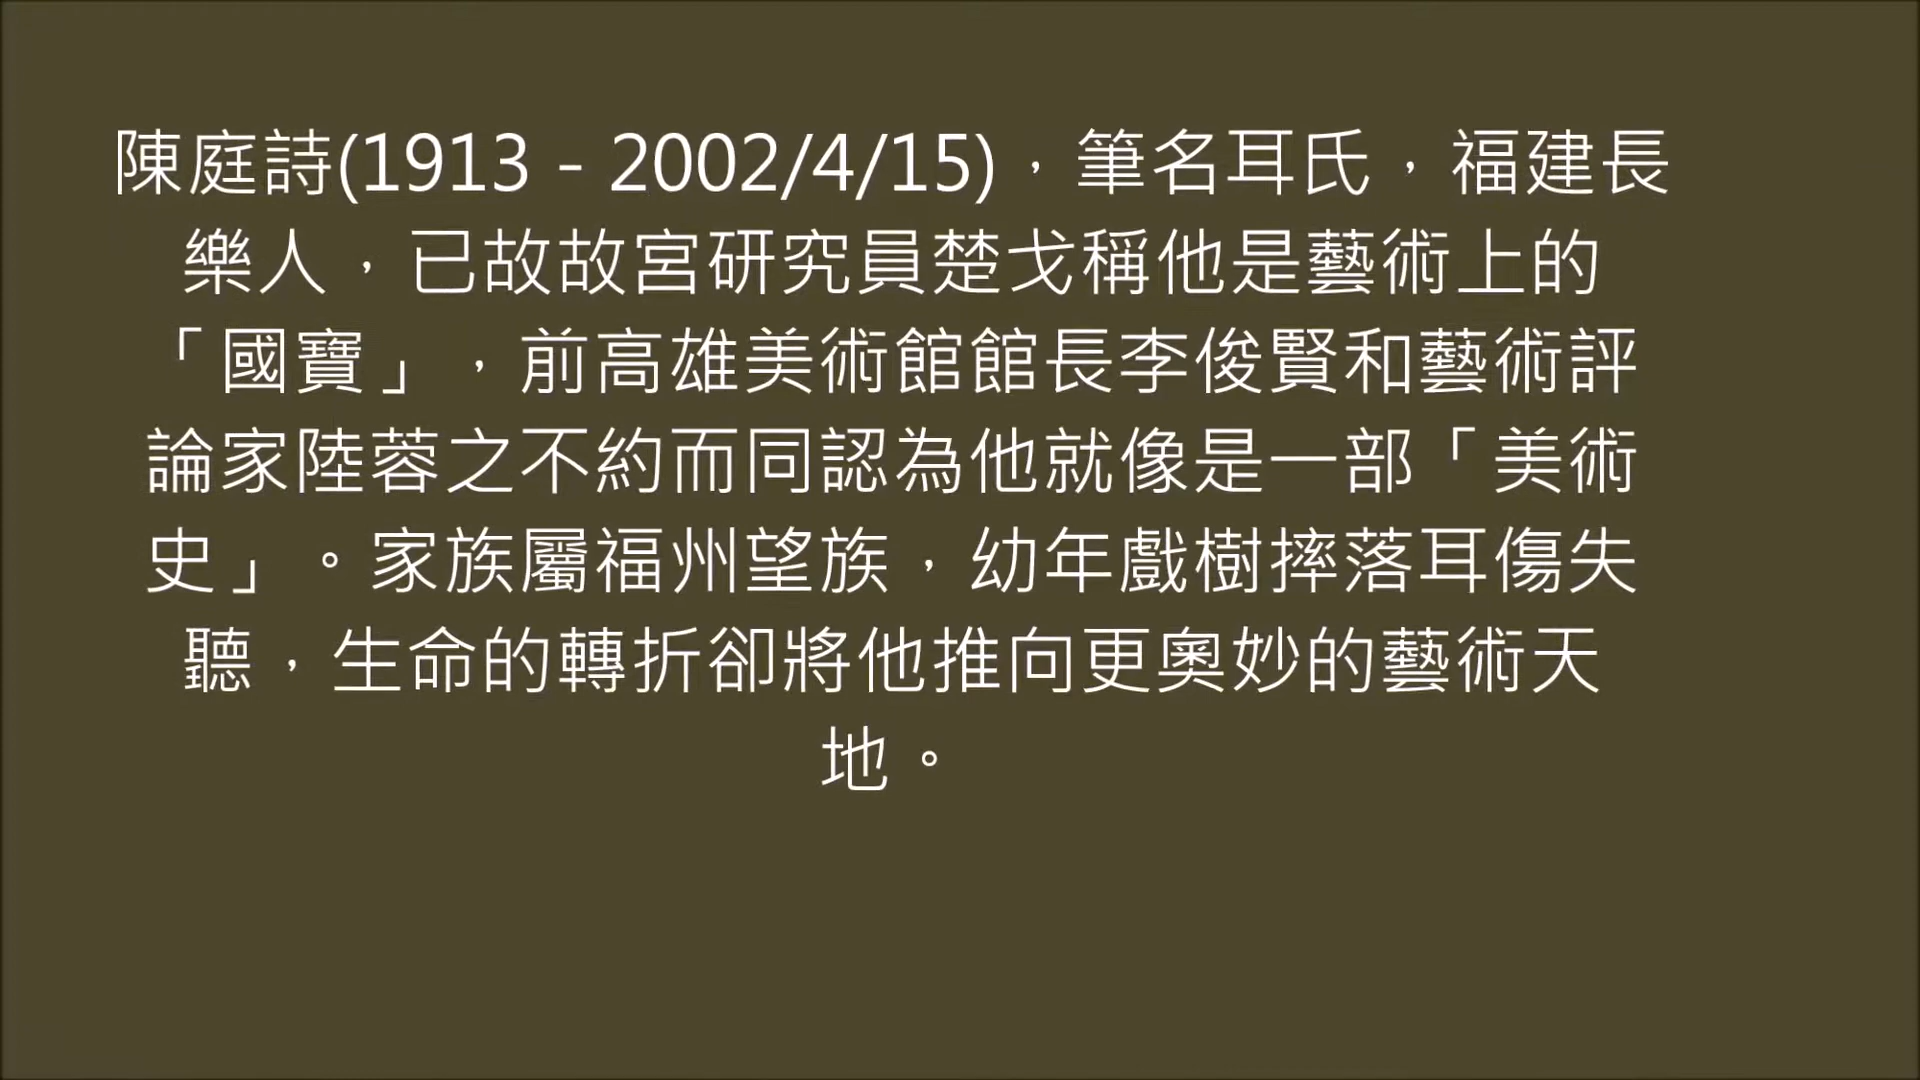 陳庭詩(1913 - 2002/4/15)，筆名耳氏，福建長
樂人，已故故宮研究員楚戈稱他是藝術上的
「國寶」，前高雄美術館館長李俊賢和藝術評
論家陸蓉之不約而同認為他就像是一部「美術
史」。家族屬福州望族，幼年戲樹摔落耳傷失
聽，生命的轉折卻將他推向更奧妙的藝術天
地。